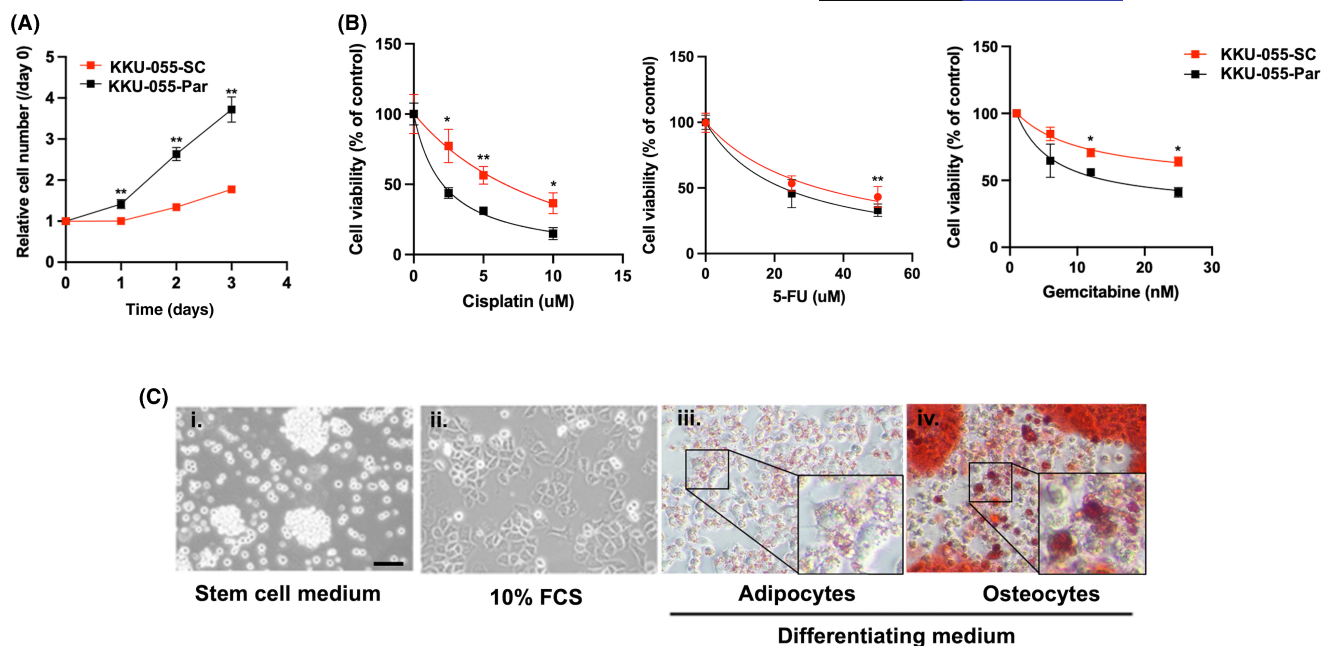 (A)
Relative cell number (/day 0)
5
4
3
2
1
0
KKU-055-SC
KKU-055-Par
**
**
**
0
1
2
3
4
Time (days)
(B)
Cell viability (% of control)
150
100
50
0
*
**
*
0
5
10
15
Cisplatin (uM)
Cell viability (% of control)
150
100
50
0
**
0
20
40
60
5-FU (uM)
Cell viability (% of control)
150
100
50
0
*
*
0
10
20
30
Gemcitabine (nM)
KKU-055-SC
KKU-055-Par
(C)
i.
ii.
iii.
iv.
Stem cell medium
10% FCS
Adipocytes
Osteocytes
Differentiating medium